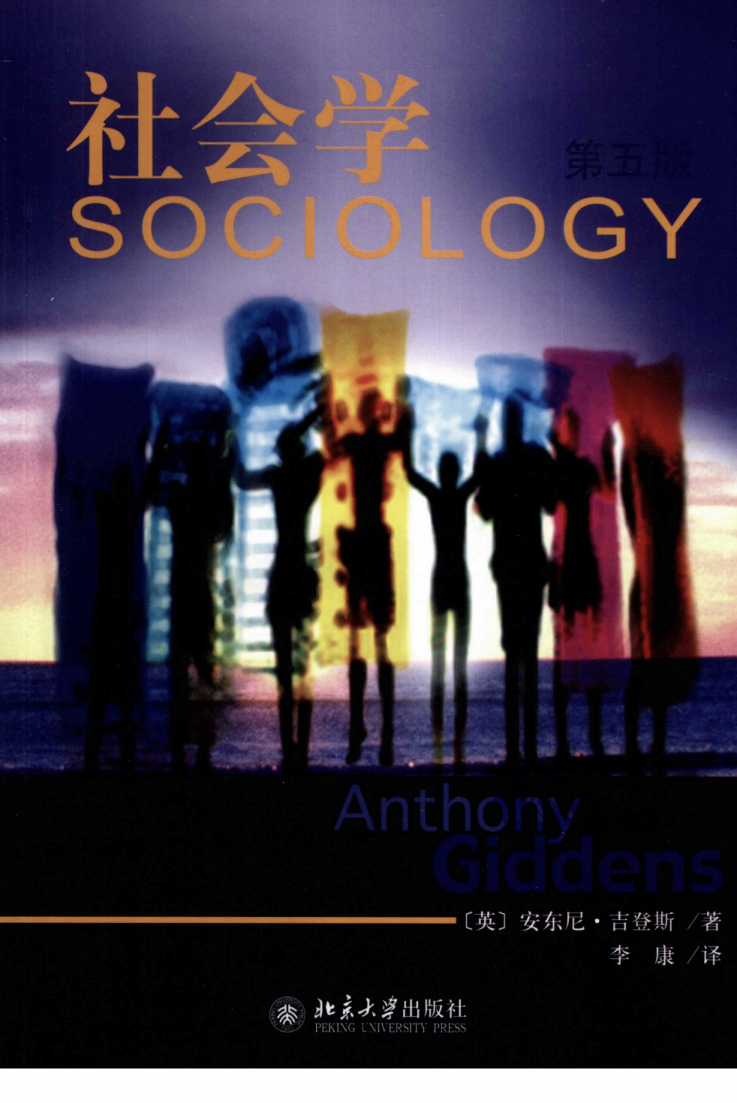 社会学
第五版
SOCIOLOGY
Anthony
Giddens
〔英〕安东尼·吉登斯 /著
李 康 /译
北京大学出版社
PEKING UNIVERSITY PRESS